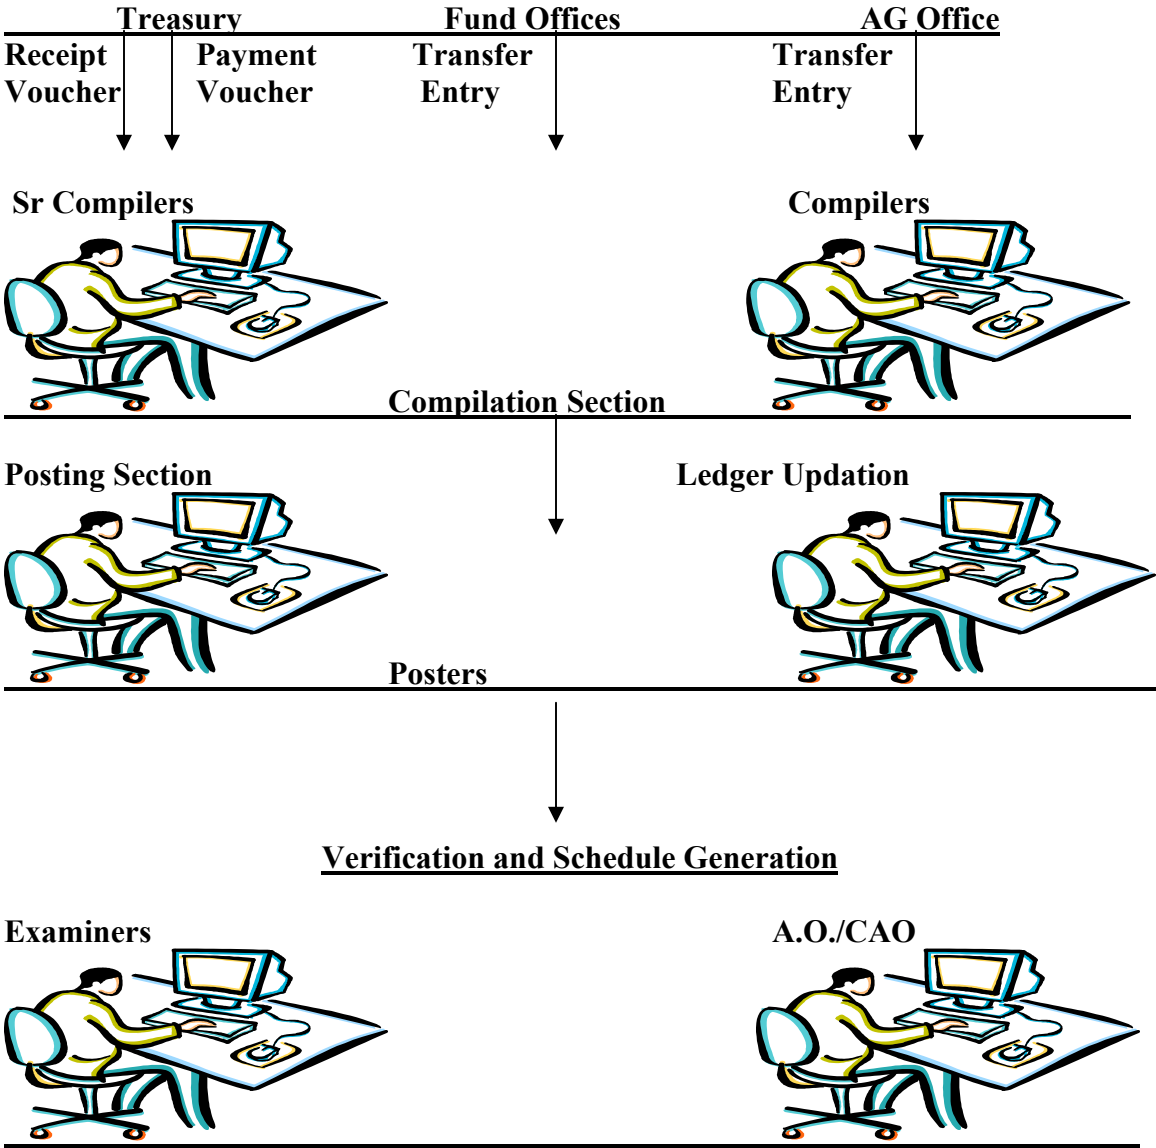 Treasury Fund Offices AG Office
Receipt Payment Transfer Transfer
Voucher Voucher Entry Entry
Sr Compilers Compilers
Compilation Section
Posting Section Ledger Updation
Posters
Verification and Schedule Generation
Examiners A.O./CAO